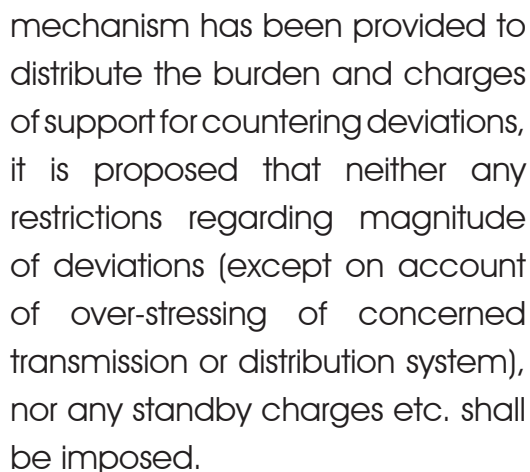 mechanism has been provided to
distribute the burden and charges
of support for countering deviations,
it is proposed that neither any
restrictions regarding magnitude
of deviations (except on account
of over-stressing of concerned
transmission or distribution system),
nor any standby charges etc. shall
be imposed.